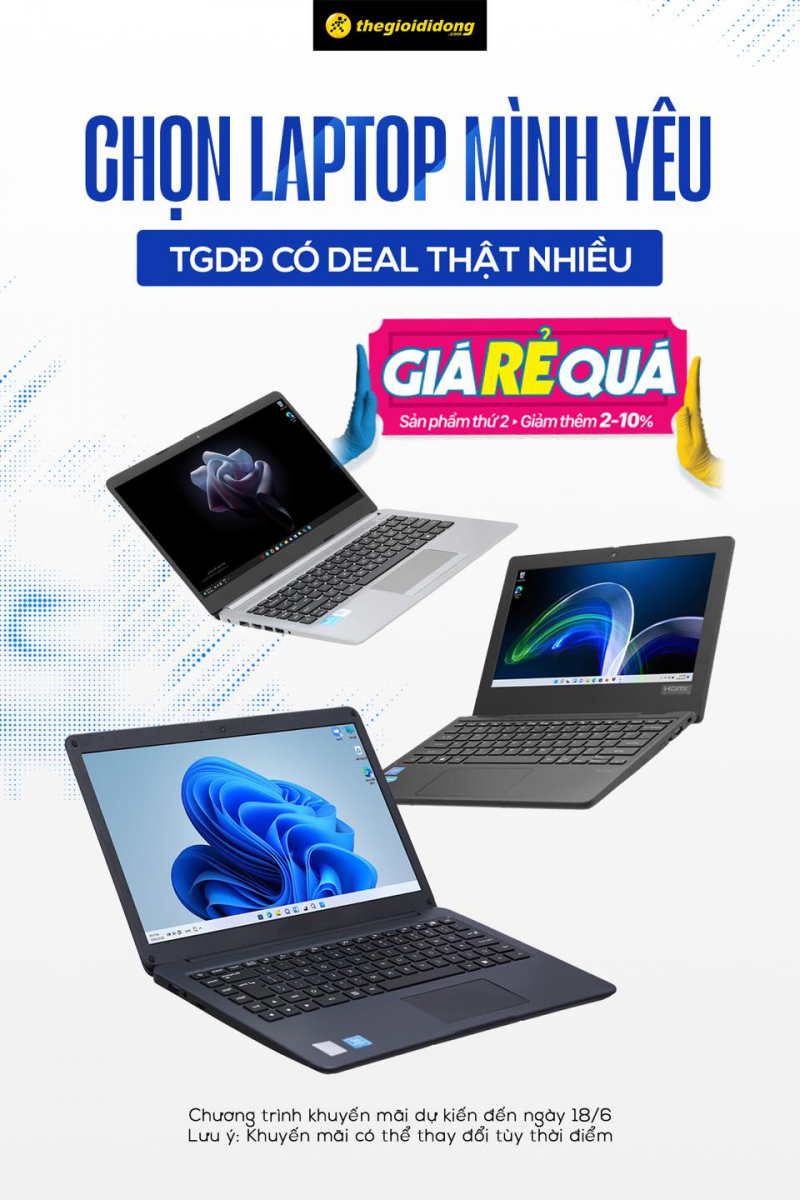 thegioididong
.com
CHỌN LAPTOP MÌNH YÊU
TGDĐ CÓ DEAL THẬT NHIỀU
GIÁ RẺ QUÁ
Sản phẩm thứ 2 ▸ Giảm thêm 2-10%
Chương trình khuyến mãi dự kiến đến ngày 18/6
Lưu ý: Khuyến mãi có thể thay đổi tùy thời điểm